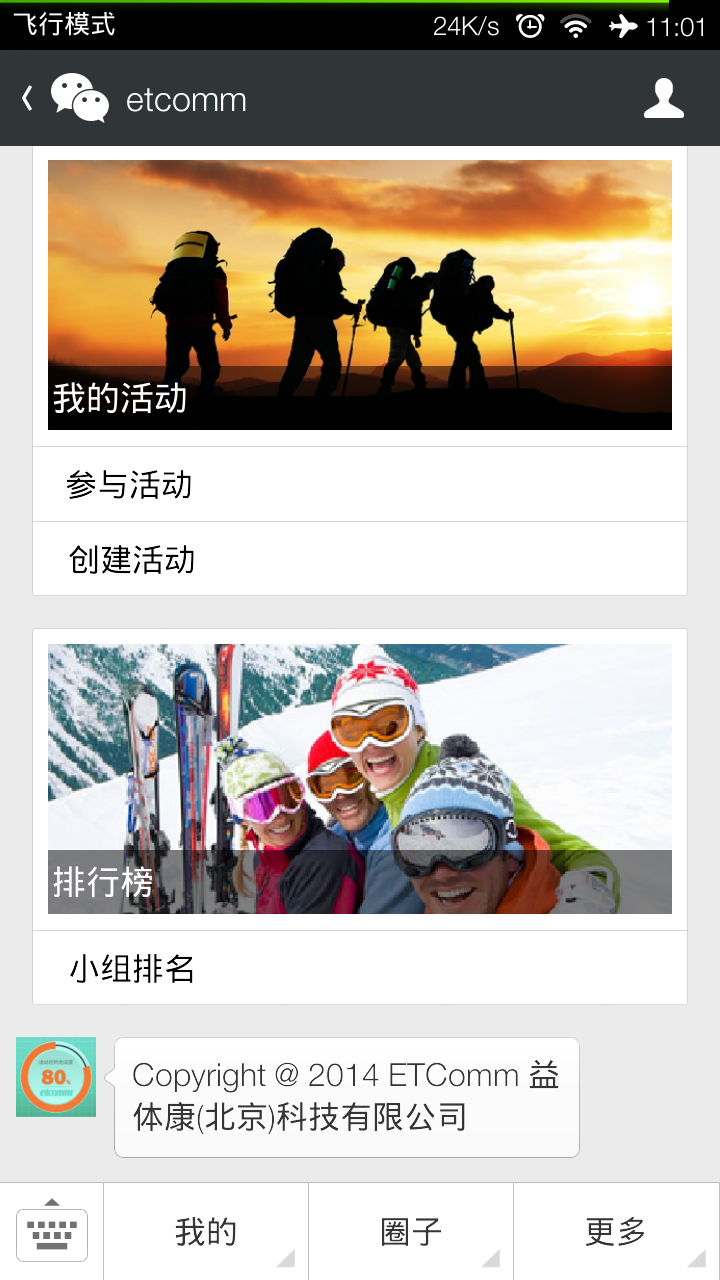 飞行模式 24K/s 11:01
etcomm
我的活动
参与活动
创建活动
排行榜
小组排名
80%
etcomm
Copyright @ 2014 ETComm 益
体康(北京)科技有限公司
我的 圈子 更多